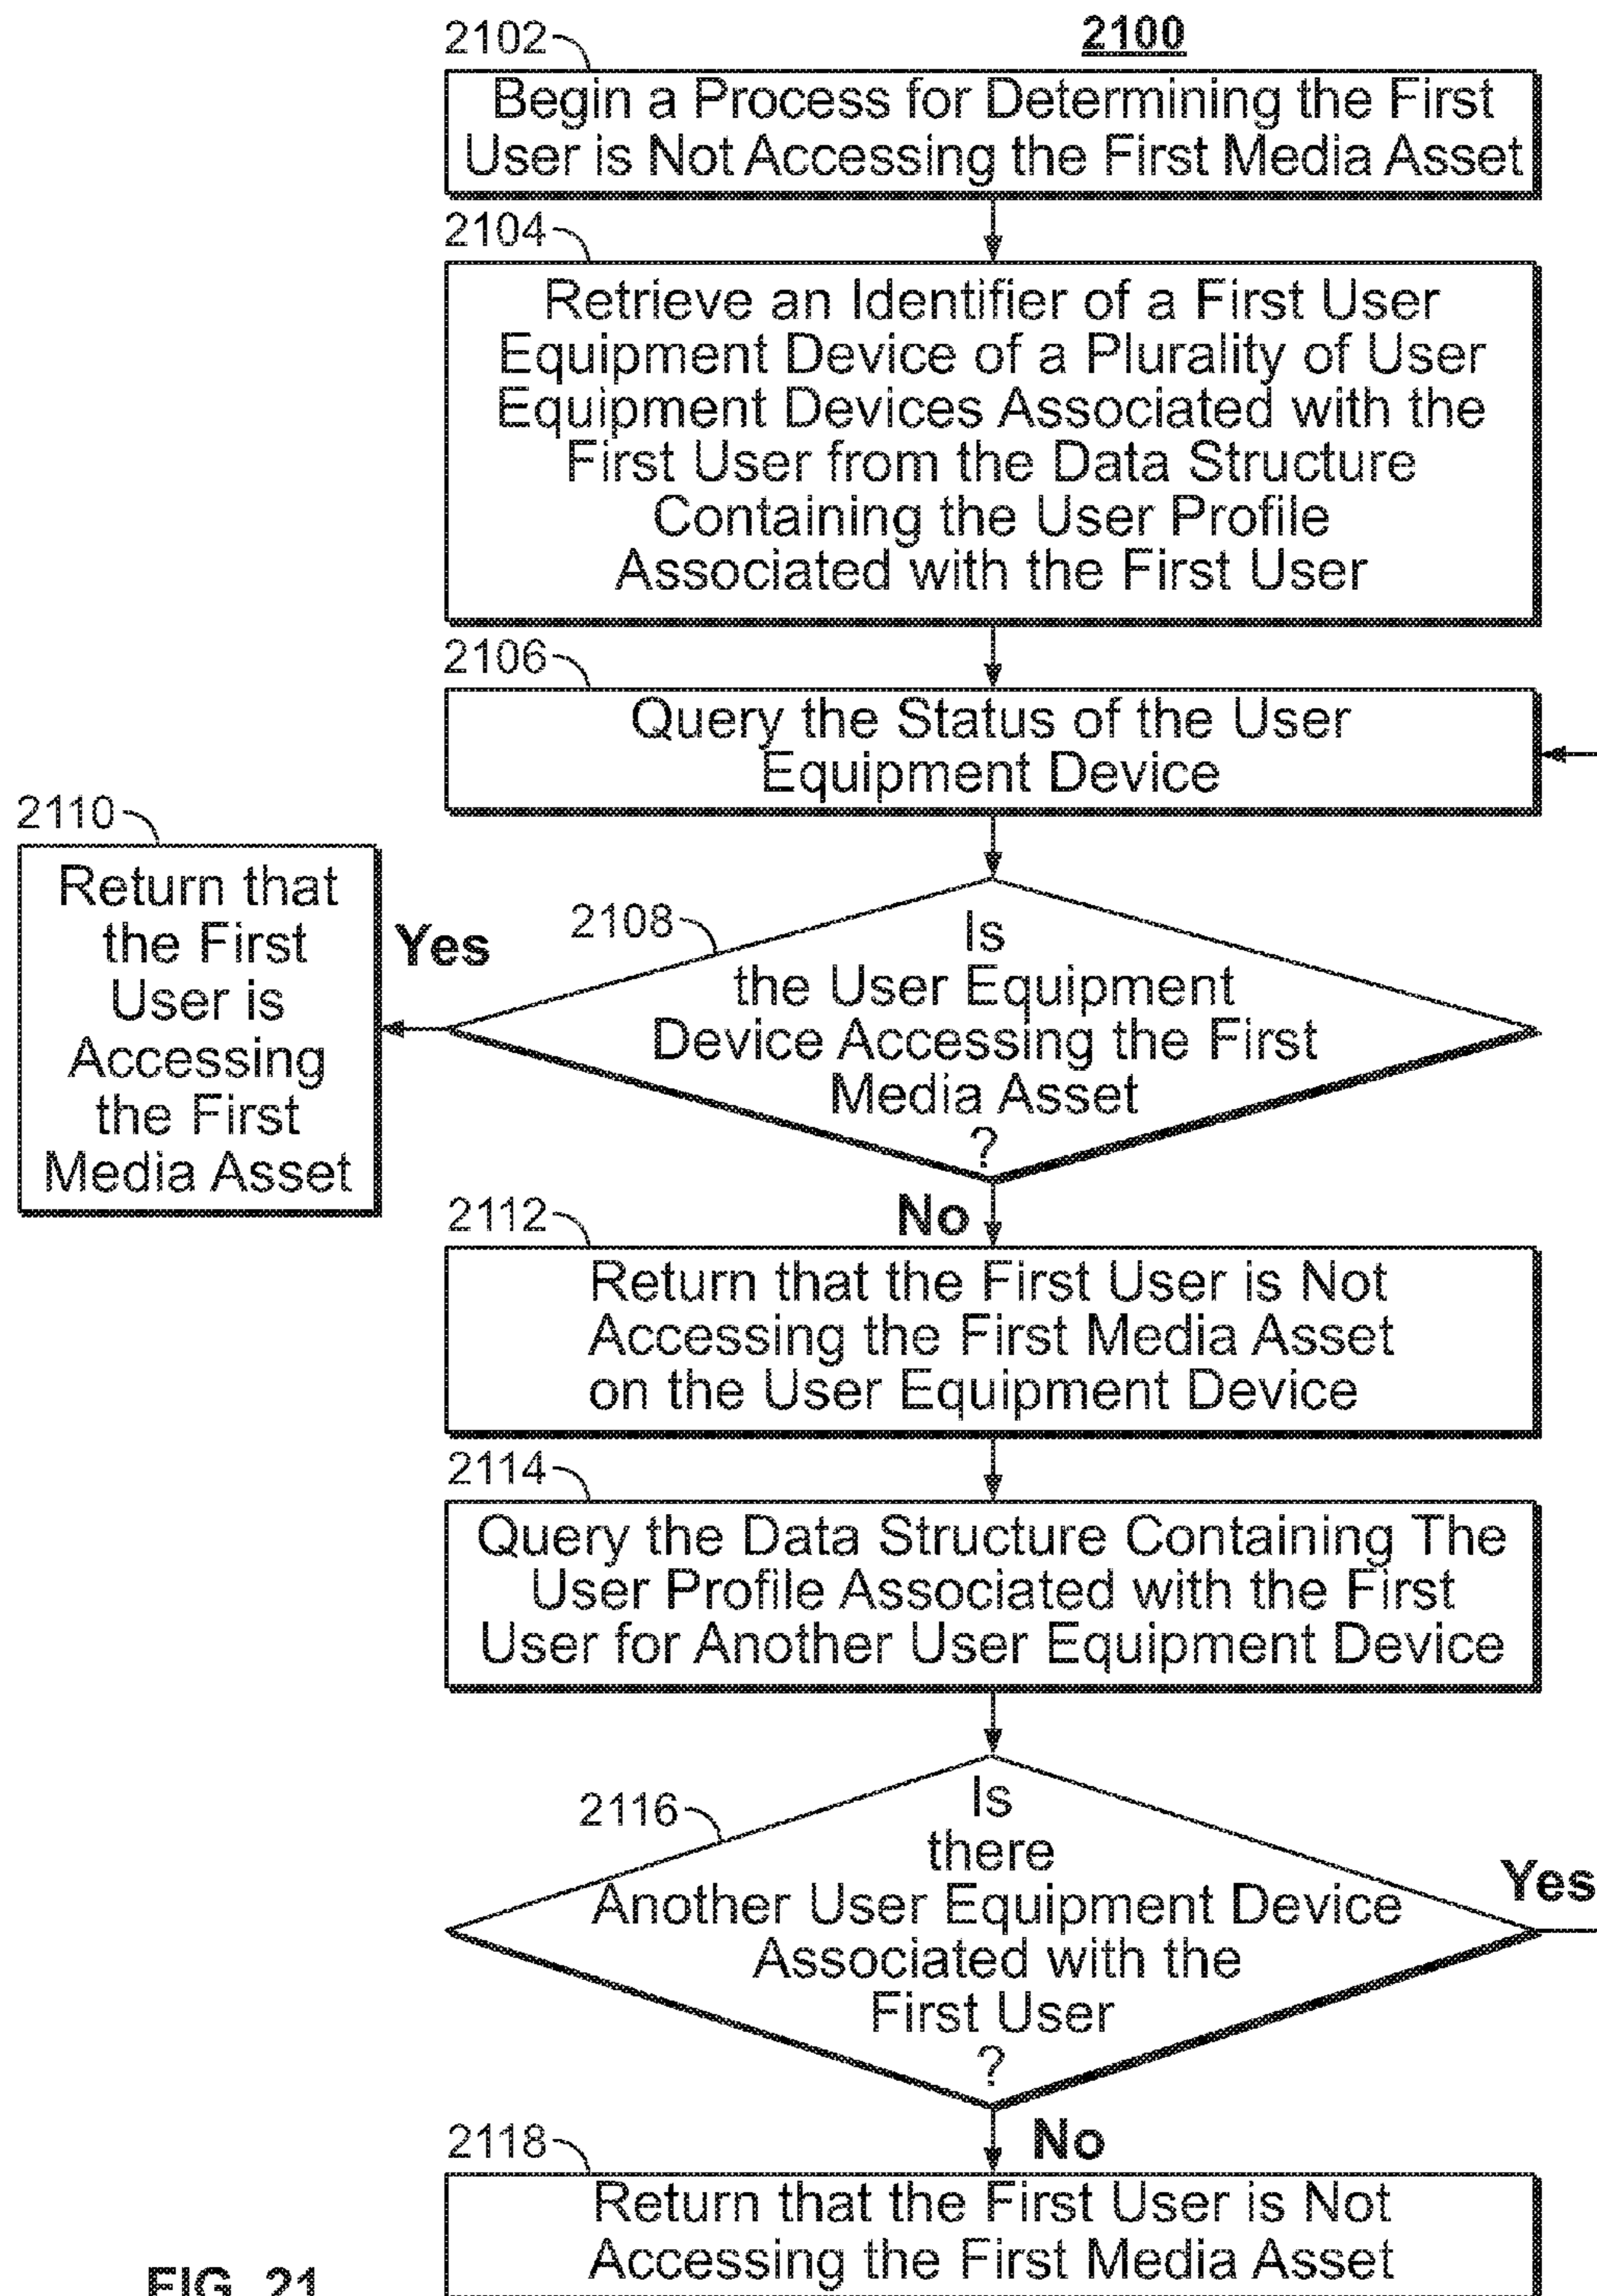 2100
2102
Begin a Process for Determining the First
User is Not Accessing the First Media Asset
2104
Retrieve an Identifier of a First User
Equipment Device of a Plurality of User
Equipment Devices Associated with the
First User from the Data Structure
Containing the User Profile
Associated with the First User
2106
Query the Status of the User
Equipment Device
2108
Is
the User Equipment
Device Accessing the First
Media Asset
?
Yes
2110
Return that
the First
User is
Accessing
the First
Media Asset
No
2112
Return that the First User is Not
Accessing the First Media Asset
on the User Equipment Device
2114
Query the Data Structure Containing The
User Profile Associated with the First
User for Another User Equipment Device
2116
Is
there
Another User Equipment Device
Associated with the
First User
?
Yes
No
2118
Return that the First User is Not
Accessing the First Media Asset
FIG. 21